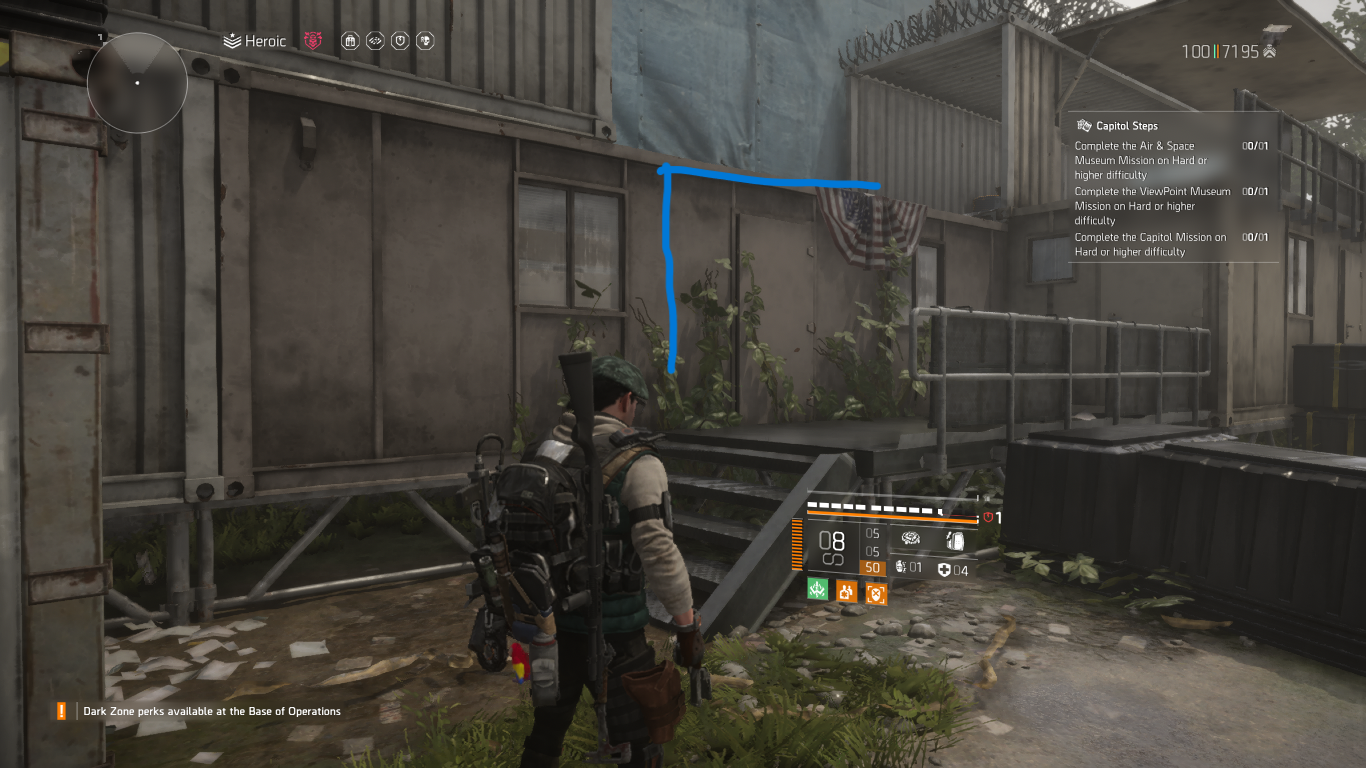 Heroic
100 7195
Capitol Steps
Complete the Air & Space 00/01
Museum Mission on Hard or
higher difficulty
Complete the ViewPoint Museum 00/01
Mission on Hard or higher
difficulty
Complete the Capitol Mission on 00/01
Hard or higher difficulty
1
08
05
05
50
01
04
Dark Zone perks available at the Base of Operations